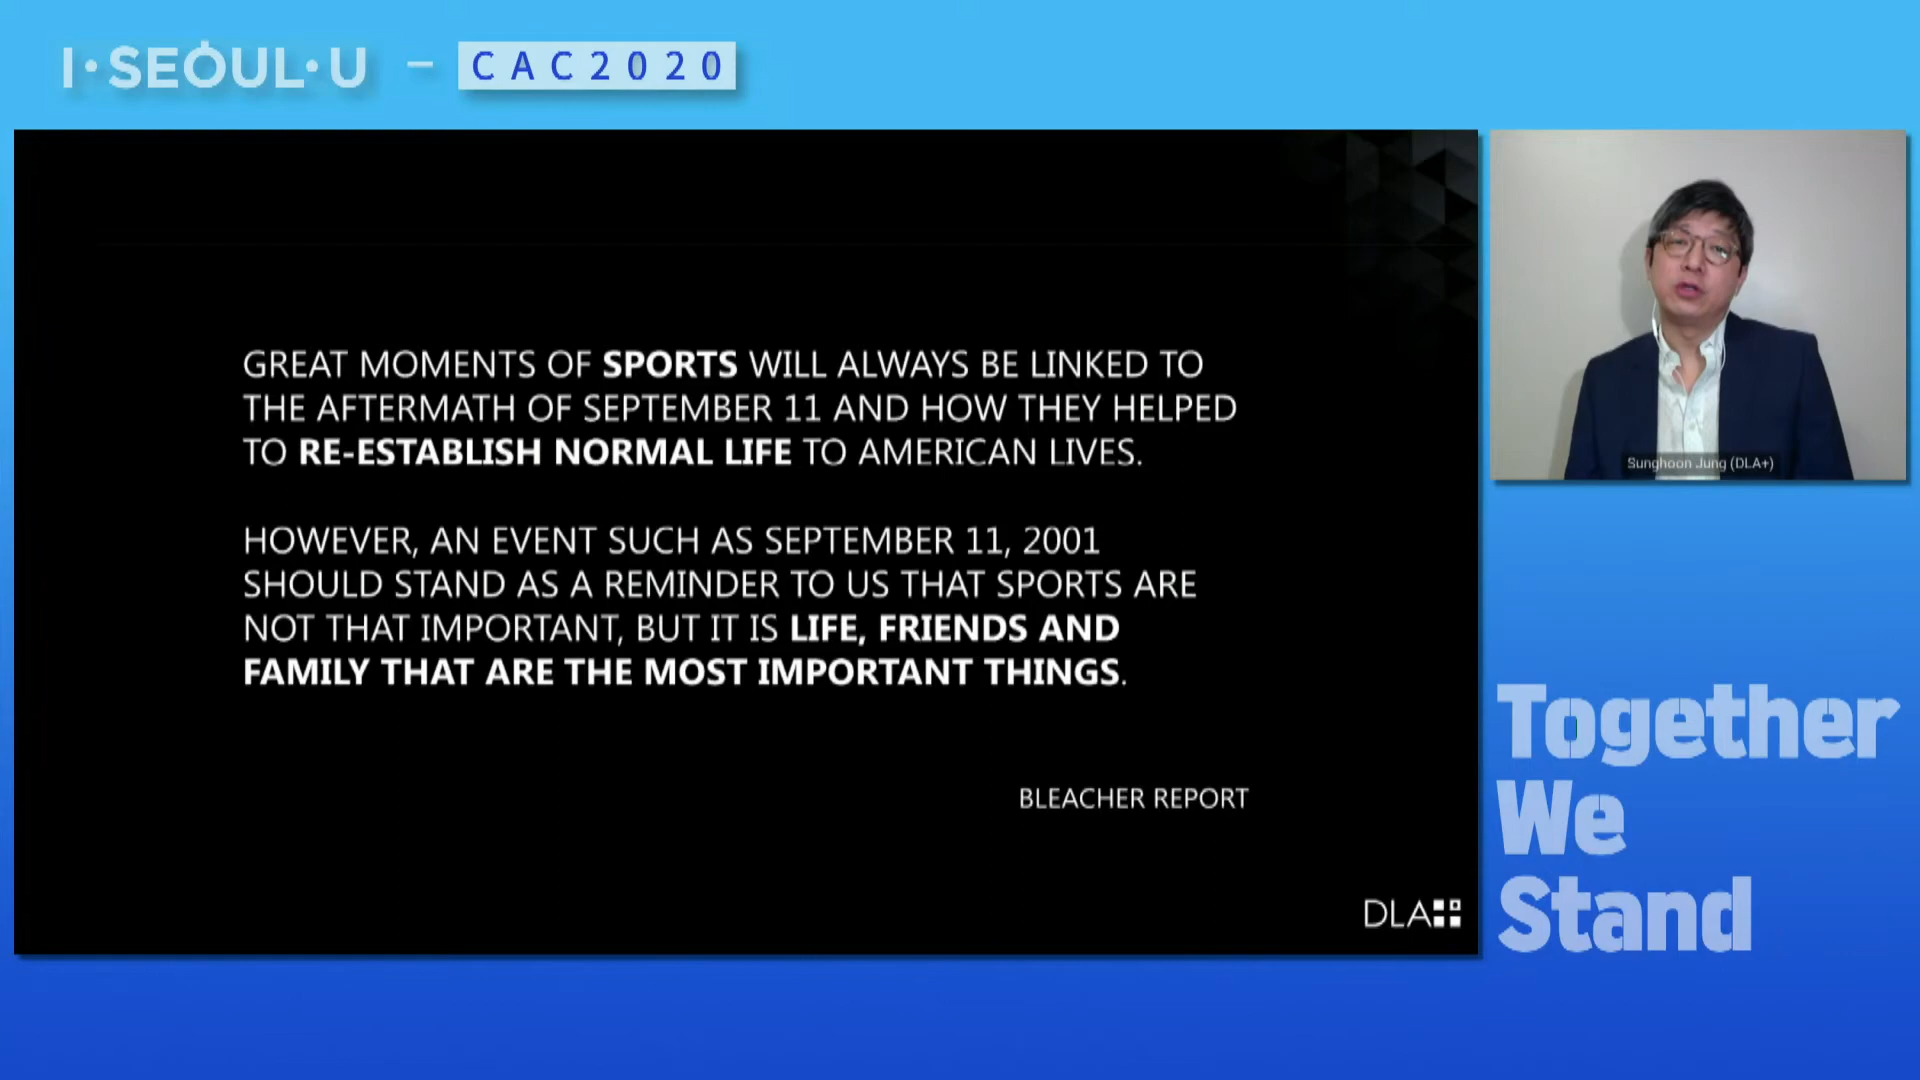 I·SEOUL·U – CAC2020
GREAT MOMENTS OF SPORTS WILL ALWAYS BE LINKED TO
THE AFTERMATH OF SEPTEMBER 11 AND HOW THEY HELPED
TO RE-ESTABLISH NORMAL LIFE TO AMERICAN LIVES.
HOWEVER, AN EVENT SUCH AS SEPTEMBER 11, 2001
SHOULD STAND AS A REMINDER TO US THAT SPORTS ARE
NOT THAT IMPORTANT, BUT IT IS LIFE, FRIENDS AND
FAMILY THAT ARE THE MOST IMPORTANT THINGS.
BLEACHER REPORT
DLA
Sunghoon Jung (DLA+)
Together
We
Stand